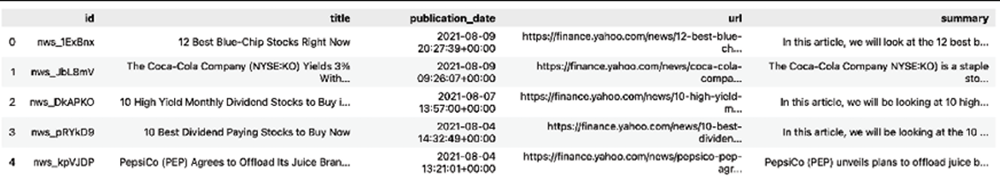 id title publication_date url summary
0 nws_1ExBnx 12 Best Blue-Chip Stocks Right Now 2021-08-09 20:27:39+00:00 https://finance.yahoo.com/news/12-best-blue-ch... In this article, we will look at the 12 best b...
1 nws_JbL8mV The Coca-Cola Company (NYSE:KO) Yields 3% With... 2021-08-09 09:26:07+00:00 https://finance.yahoo.com/news/coca-cola-compa... The Coca-Cola Company NYSE:KO) is a staple sto...
2 nws_DkAPKO 10 High Yield Monthly Dividend Stocks to Buy i... 2021-08-07 13:57:00+00:00 https://finance.yahoo.com/news/10-high-yield-m... In this article, we will be looking at 10 high...
3 nws_pRYkD9 10 Best Dividend Paying Stocks to Buy Now 2021-08-04 14:32:49+00:00 https://finance.yahoo.com/news/10-best-dividen... In this article, we will be looking at the 10 ...
4 nws_kpVJDP PepsiCo (PEP) Agrees to Offload Its Juice Bran... 2021-08-04 13:21:01+00:00 https://finance.yahoo.com/news/pepsico-pep-agr... PepsiCo (PEP) unveils plans to offload juice b...